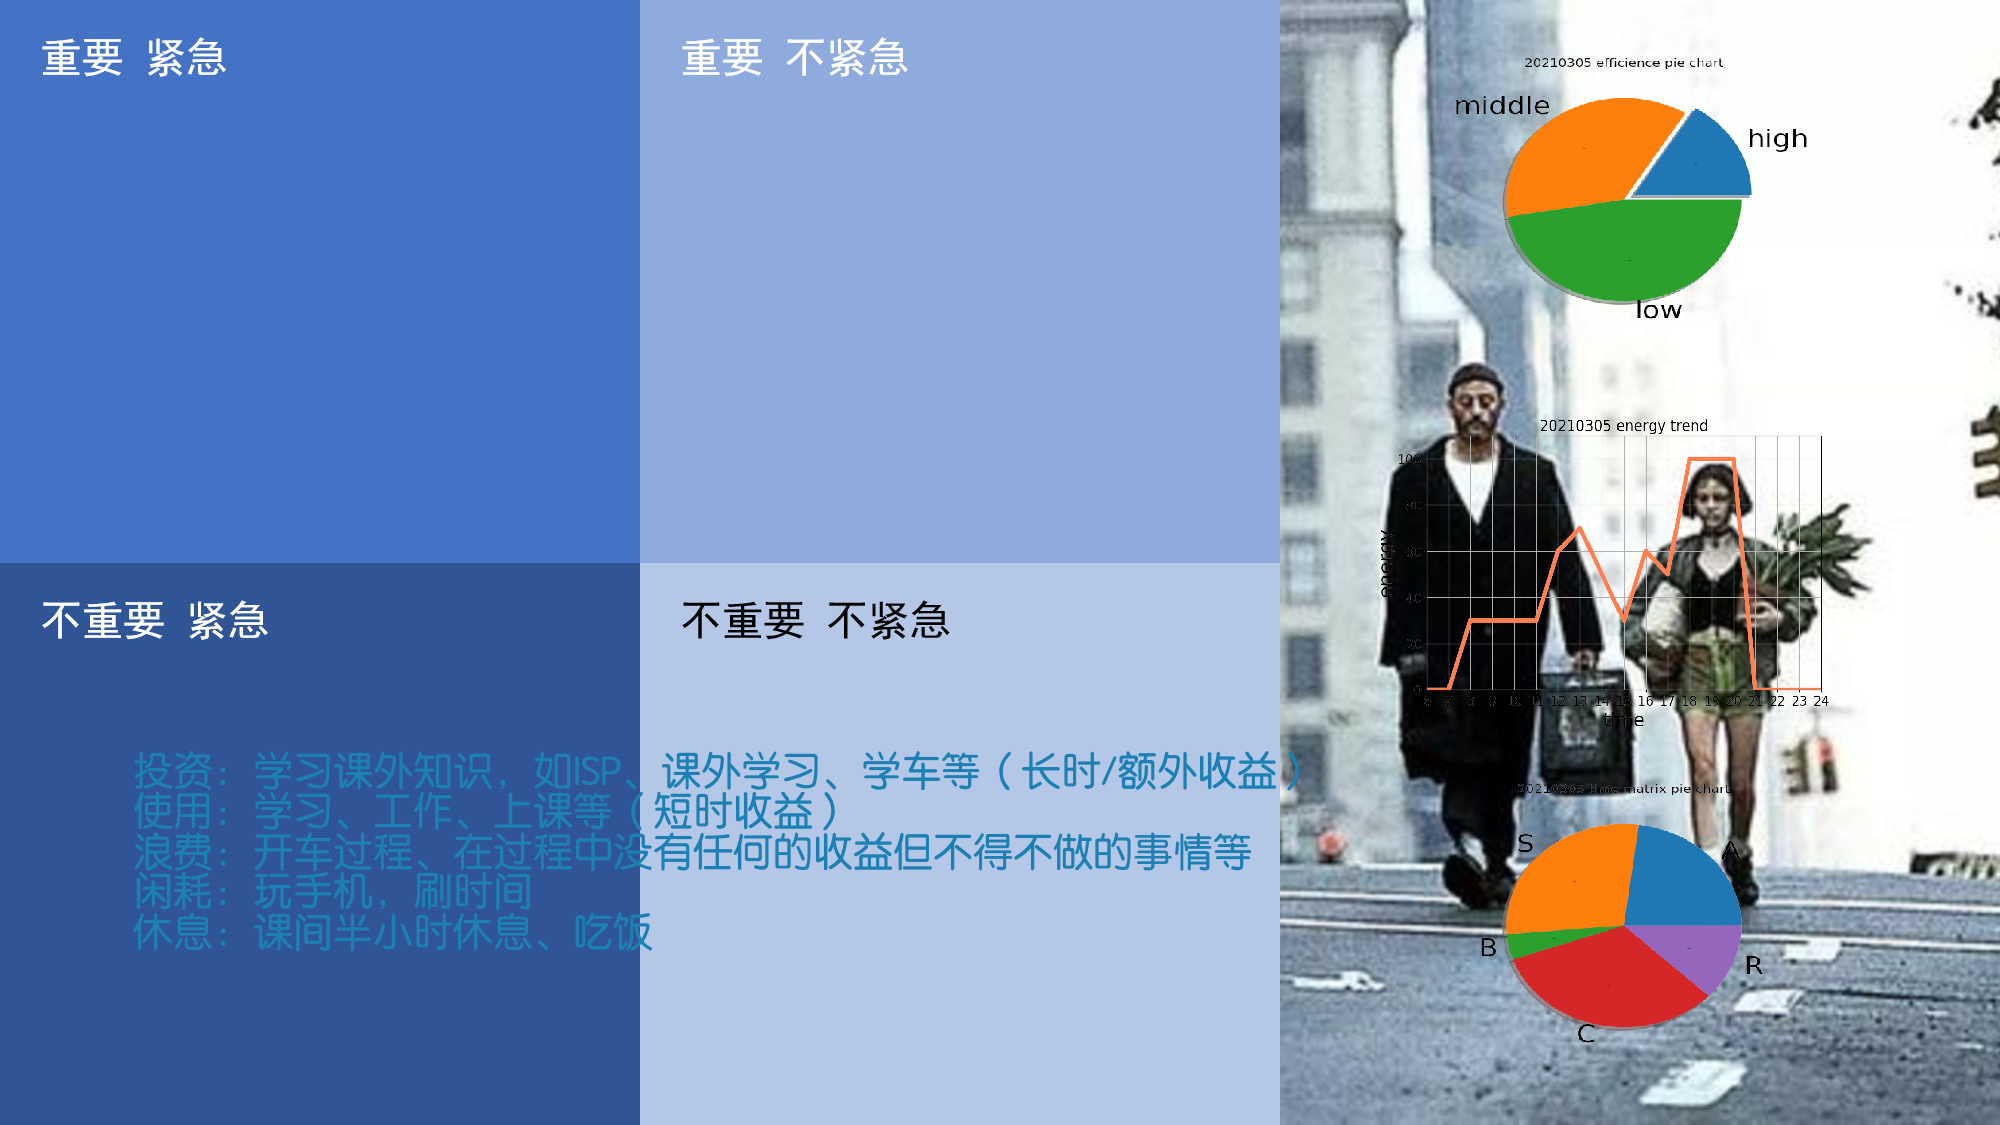 重要 紧急
重要 不紧急
不重要 紧急
不重要 不紧急
投资：学习课外知识，如ISP、课外学习、学车等（长时/额外收益）
使用：学习、工作、上课等（短时收益）
浪费：开车过程、在过程中没有任何的收益但不得不做的事情等
闲耗：玩手机，刷时间
休息：课间半小时休息、吃饭
20210305 efficience pie chart
middle
high
low
20210305 energy trend
100
80
60
40
20
0
energy
12 13 14 15 16 17 18 19 20 21 22 23 24
time
20210305 time matrix pie chart
S
A
B
R
C